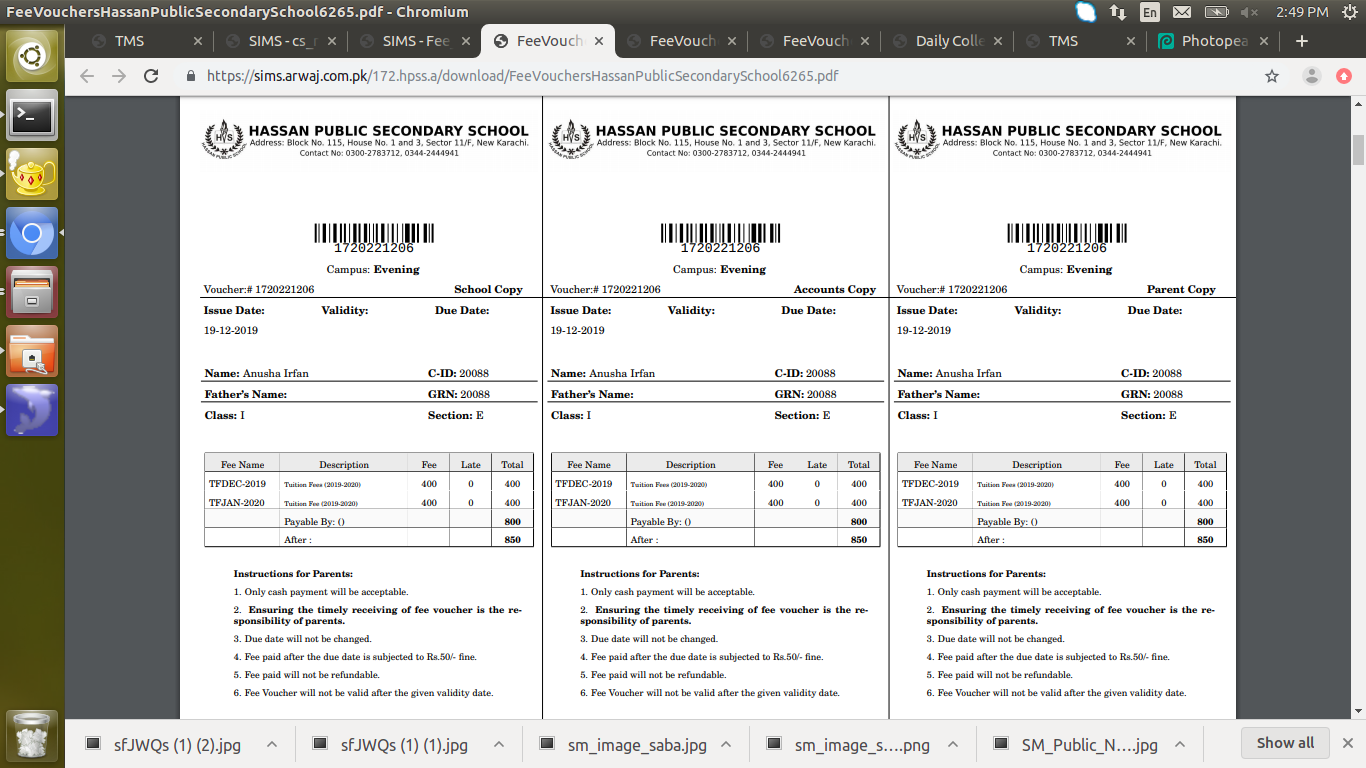 FeeVouchersHassanPublicSecondarySchool6265.pdf - Chromium
En
2:49 PM
TMS
SIMS - cs_
SIMS - Fee
FeeVouch
FeeVouch
FeeVouch
Daily Colle
TMS
Photopea
https://sims.arwaj.com.pk/172.hpss.a/download/FeeVouchersHassanPublicSecondarySchool6265.pdf
HASSAN PUBLIC SECONDARY SCHOOL
Address: Block No. 115, House No. 1 and 3, Sector 11/F, New Karachi.
Contact No: 0300-2783712, 0344-2444941
1720221206
Campus: Evening
Voucher:# 1720221206 School Copy
Issue Date: Validity: Due Date:
19-12-2019
Name: Anusha Irfan C-ID: 20088
Father's Name: GRN: 20088
Class: I Section: E
Fee Name Description Fee Late Total
TFDEC-2019 Tuition Fees (2019-2020) 400 0 400
TFJAN-2020 Tuition Fee (2019-2020) 400 0 400
Payable By: () 800
After : 850
Instructions for Parents:
1. Only cash payment will be acceptable.
2. Ensuring the timely receiving of fee voucher is the re-
sponsibility of parents.
3. Due date will not be changed.
4. Fee paid after the due date is subjected to Rs.50/- fine.
5. Fee paid will not be refundable.
6. Fee Voucher will not be valid after the given validity date.
HASSAN PUBLIC SECONDARY SCHOOL
Address: Block No. 115, House No. 1 and 3, Sector 11/F, New Karachi.
Contact No: 0300-2783712, 0344-2444941
1720221206
Campus: Evening
Voucher:# 1720221206 Accounts Copy
Issue Date: Validity: Due Date:
19-12-2019
Name: Anusha Irfan C-ID: 20088
Father's Name: GRN: 20088
Class: I Section: E
Fee Name Description Fee Late Total
TFDEC-2019 Tuition Fees (2019-2020) 400 0 400
TFJAN-2020 Tuition Fee (2019-2020) 400 0 400
Payable By: () 800
After : 850
Instructions for Parents:
1. Only cash payment will be acceptable.
2. Ensuring the timely receiving of fee voucher is the re-
sponsibility of parents.
3. Due date will not be changed.
4. Fee paid after the due date is subjected to Rs.50/- fine.
5. Fee paid will not be refundable.
6. Fee Voucher will not be valid after the given validity date.
HASSAN PUBLIC SECONDARY SCHOOL
Address: Block No. 115, House No. 1 and 3, Sector 11/F, New Karachi.
Contact No: 0300-2783712, 0344-2444941
1720221206
Campus: Evening
Voucher:# 1720221206 Parent Copy
Issue Date: Validity: Due Date:
19-12-2019
Name: Anusha Irfan C-ID: 20088
Father's Name: GRN: 20088
Class: I Section: E
Fee Name Description Fee Late Total
TFDEC-2019 Tuition Fees (2019-2020) 400 0 400
TFJAN-2020 Tuition Fee (2019-2020) 400 0 400
Payable By: () 800
After : 850
Instructions for Parents:
1. Only cash payment will be acceptable.
2. Ensuring the timely receiving of fee voucher is the re-
sponsibility of parents.
3. Due date will not be changed.
4. Fee paid after the due date is subjected to Rs.50/- fine.
5. Fee paid will not be refundable.
6. Fee Voucher will not be valid after the given validity date.
sfJWQs (1) (2).jpg
sfJWQs (1) (1).jpg
sm_image_saba.jpg
sm_image_s....png
SM_Public_N....jpg
Show all